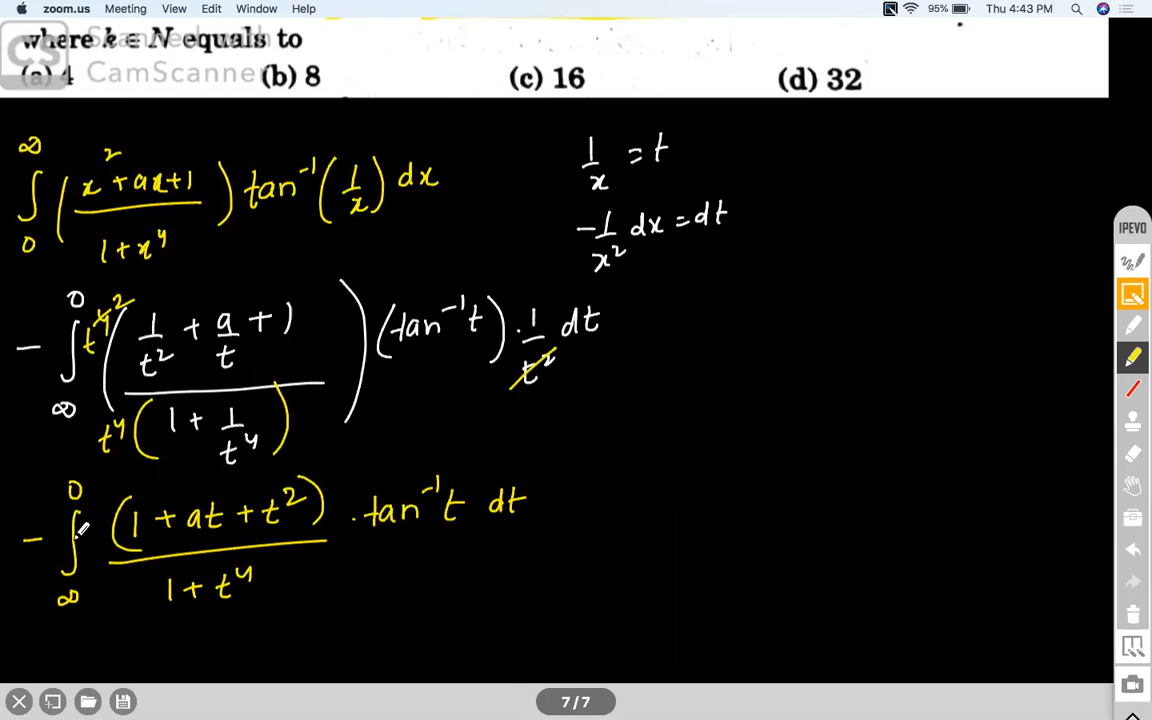 zoom.us Meeting View Edit Window Help 95% Thu 4:43 PM
where k ∈ N equals to
CS CamScanner
(a) 4 (b) 8 (c) 16 (d) 32
∫₀^∞ ( (x² + ax + 1) / (1 + x⁴) ) tan⁻¹(1/x) dx
1/x = t
-1/x² dx = dt
- ∫_∞^0 ( t² (1/t² + a/t + 1) / t⁴(1 + 1/t⁴) ) (tan⁻¹ t) · 1/t² dt
- ∫_∞^0 (1 + at + t²) / (1 + t⁴) · tan⁻¹ t dt
IPEVO
7 / 7